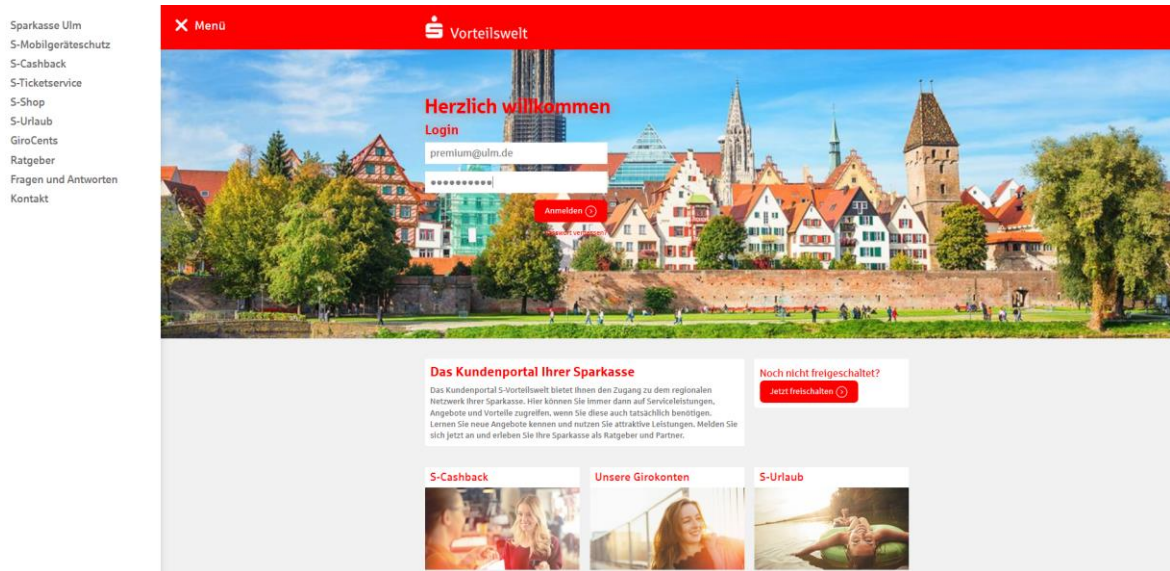 Sparkasse Ulm
S-Mobilgeräteschutz
S-Cashback
S-Ticketservice
S-Shop
S-Urlaub
GiroCents
Ratgeber
Fragen und Antworten
Kontakt
Menü
Vorteilswelt
Herzlich willkommen
Login
premium@ulm.de
Anmelden
Passwort vergessen?
Das Kundenportal Ihrer Sparkasse
Das Kundenportal S-Vorteilswelt bietet Ihnen den Zugang zu dem regionalen
Netzwerk Ihrer Sparkasse. Hier können Sie immer dann auf Serviceleistungen,
Angebote und Vorteile zugreifen, wenn Sie diese auch tatsächlich benötigen.
Lernen Sie neue Angebote kennen und nutzen Sie attraktive Leistungen. Melden Sie
sich jetzt an und erleben Sie Ihre Sparkasse als Ratgeber und Partner.
Noch nicht freigeschaltet?
Jetzt freischalten
S-Cashback
Unsere Girokonten
S-Urlaub